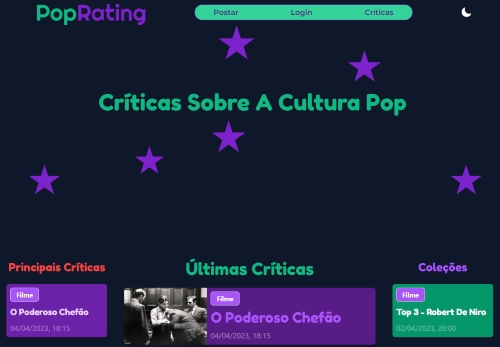 PopRating
Postar Login Críticas
Críticas Sobre A Cultura Pop
Principais Críticas
Filme
O Poderoso Chefão
04/04/2023, 18:15
Últimas Críticas
Filme
O Poderoso Chefão
04/04/2023, 18:15
Coleções
Filme
Top 3 - Robert De Niro
02/04/2023, 20:00